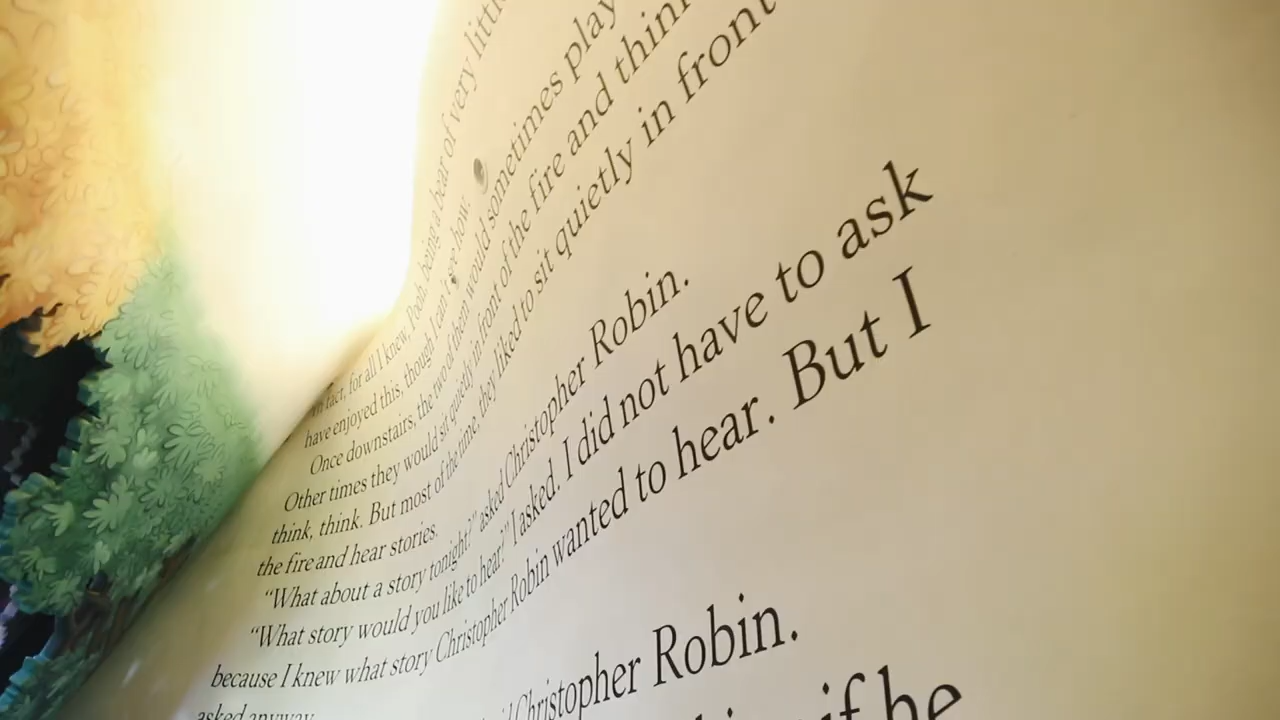 In fact, for all I knew, Pooh, being a bear of very little
have enjoyed this, though I can't see how.
Once downstairs, the two of them would sometimes play
Other times they would sit quietly in front of the fire and think
think, think. But most of the time, they liked to sit quietly in front
the fire and hear stories.
"What about a story tonight?" asked Christopher Robin.
"What story would you like to hear?" I asked. I did not have to ask
because I knew what story Christopher Robin wanted to hear. But I
asked anyway.
Christopher Robin.
if he